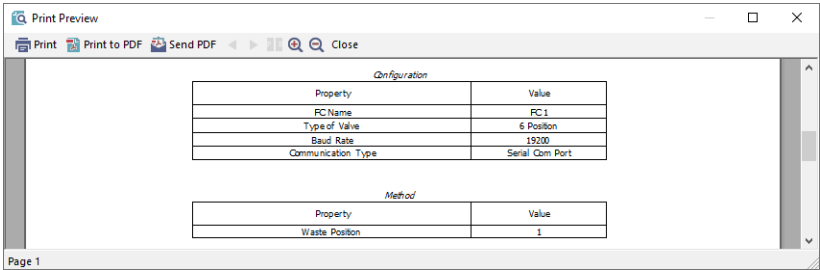 Print Preview
Print Print to PDF Send PDF Close
Configuration
Property Value
FC Name FC 1
Type of Valve 6 Position
Baud Rate 19200
Communication Type Serial Com Port
Method
Property Value
Waste Position 1
Page 1